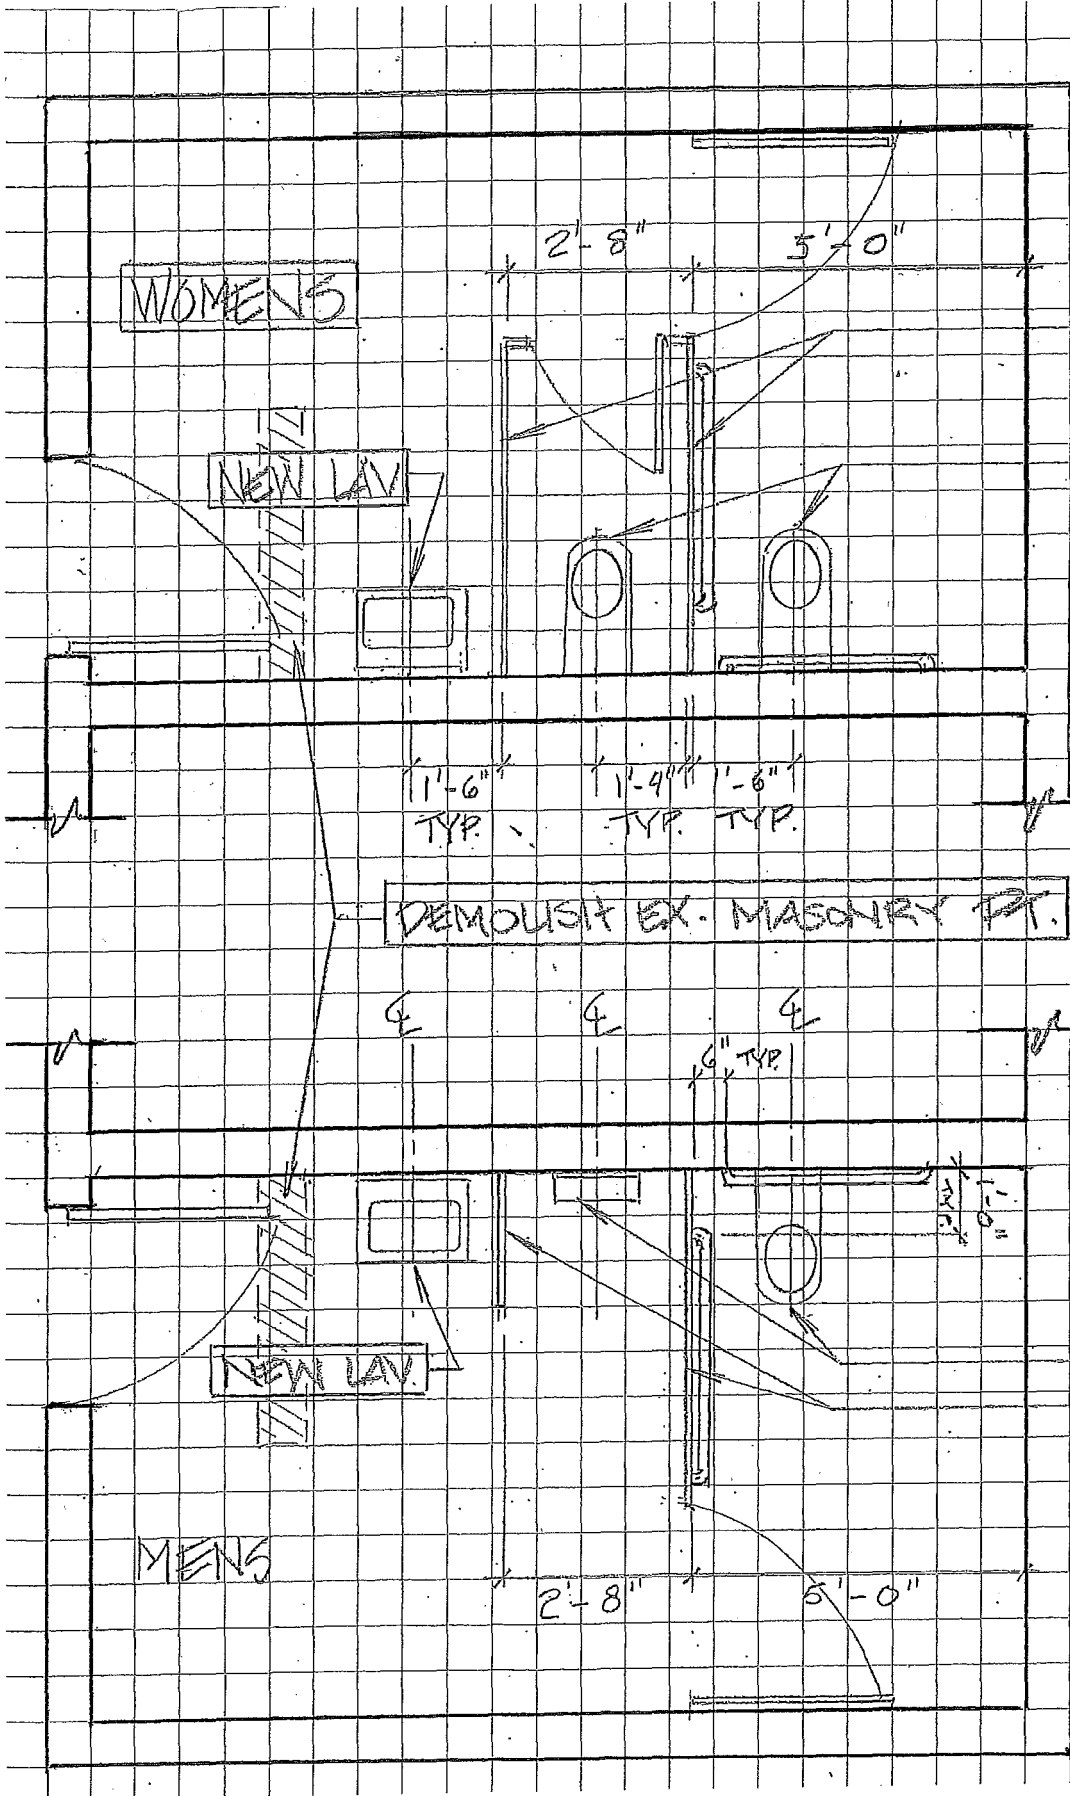 2'-8" 5'-0"
WOMENS
NEW LAV
1'-6" 1'-4" 1'-6"
TYP. TYP. TYP.
DEMOLISH EX. MASONRY PT.
℄ ℄ ℄
6" TYP.
1'-0"
NEW LAV.
MENS
2'-8" 5'-0"